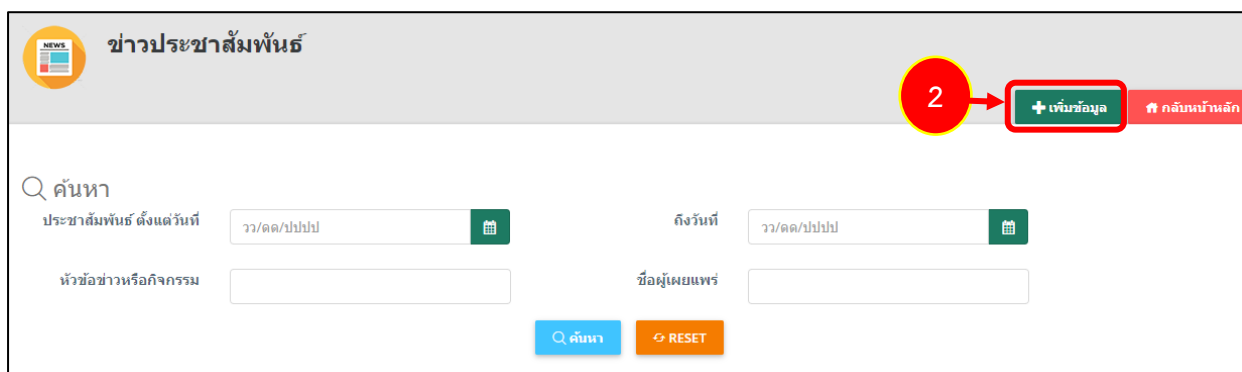 NEWS
ข่าวประชาสัมพันธ์
2
เพิ่มข้อมูล
กลับหน้าหลัก
ค้นหา
ประชาสัมพันธ์ ตั้งแต่วันที่
วว/ดด/ปปปป
ถึงวันที่
วว/ดด/ปปปป
หัวข้อข่าวหรือกิจกรรม
ชื่อผู้เผยแพร่
ค้นหา
RESET